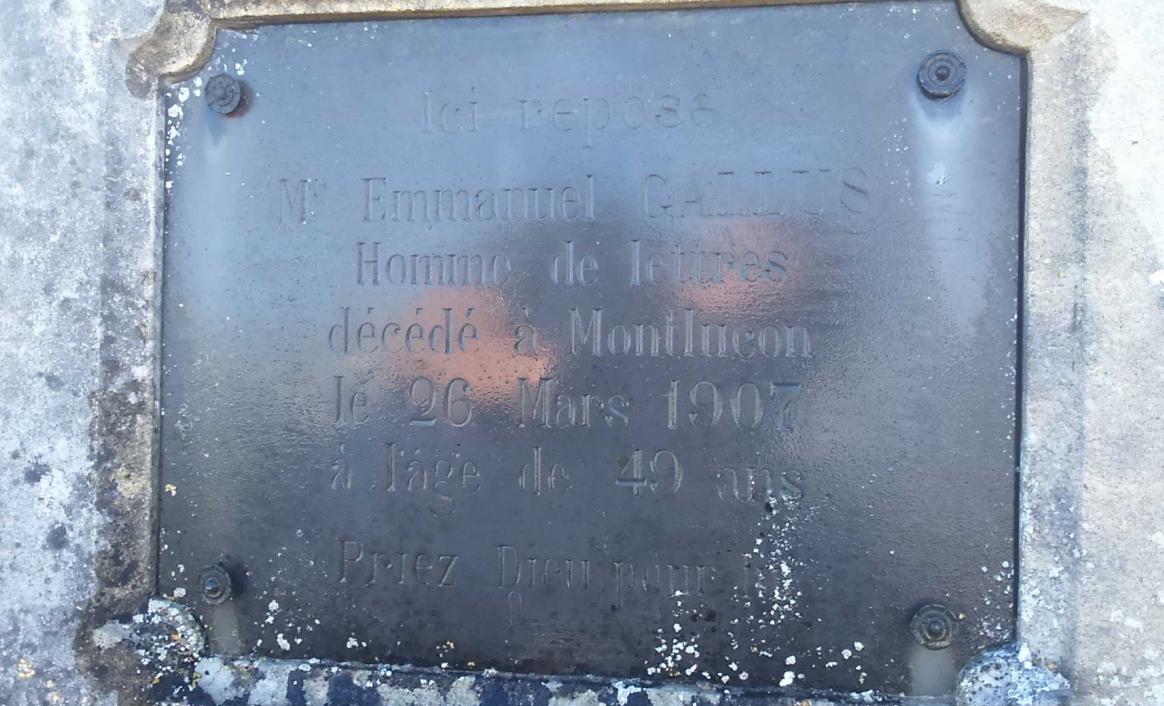 Ici repose
Mr Emmanuel GALLUS
Homme de lettres
décédé à Montluçon
le 26 Mars 1907
à l'âge de 49 ans
Priez Dieu pour lui